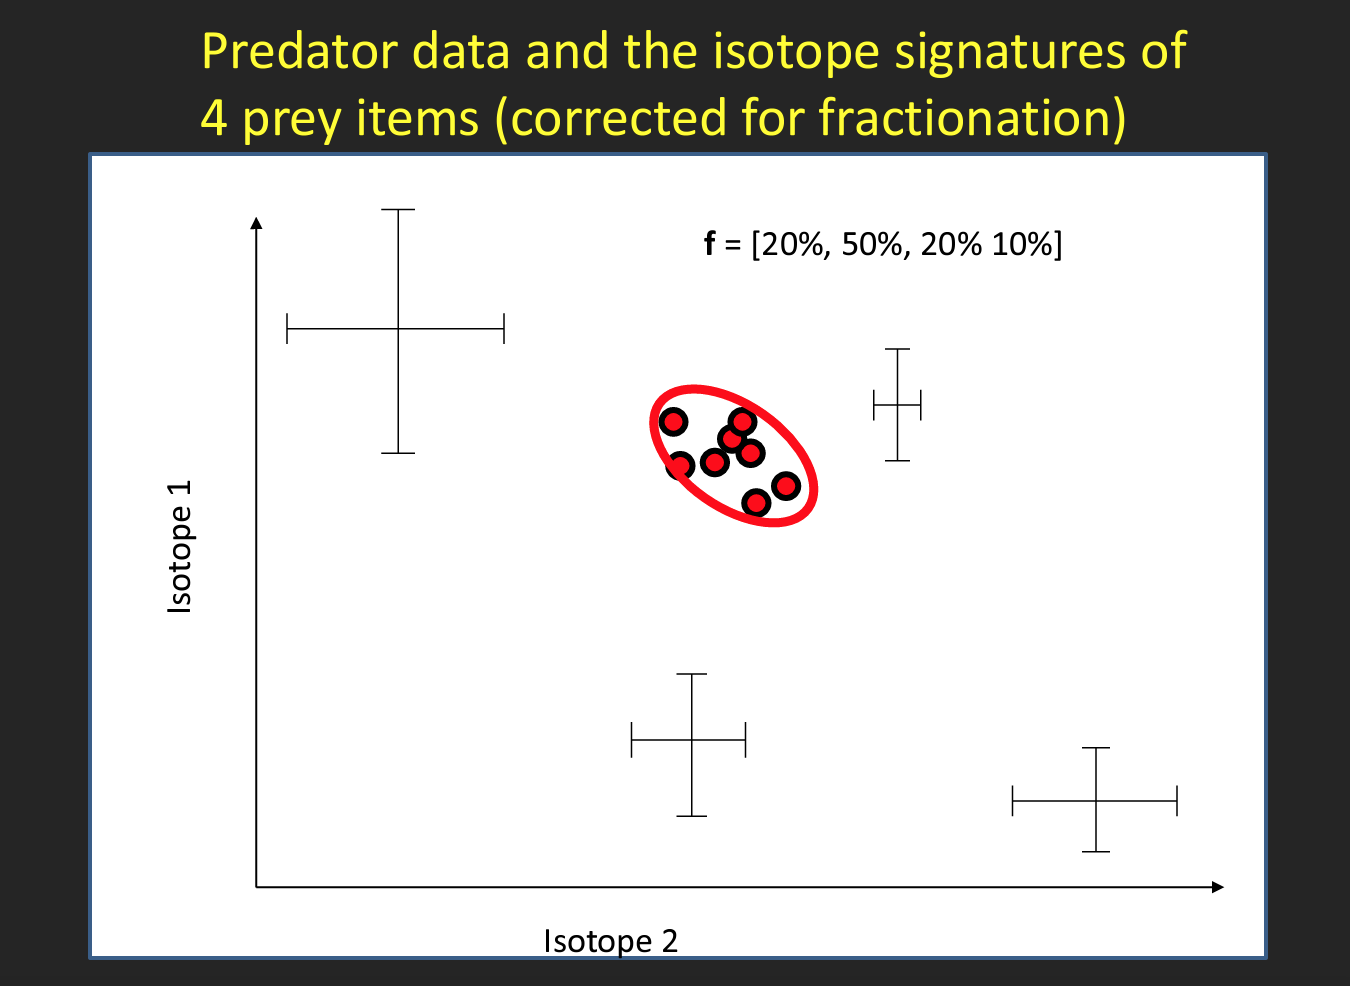 Predator data and the isotope signatures of
4 prey items (corrected for fractionation)
f = [20%, 50%, 20% 10%]
Isotope 1
Isotope 2